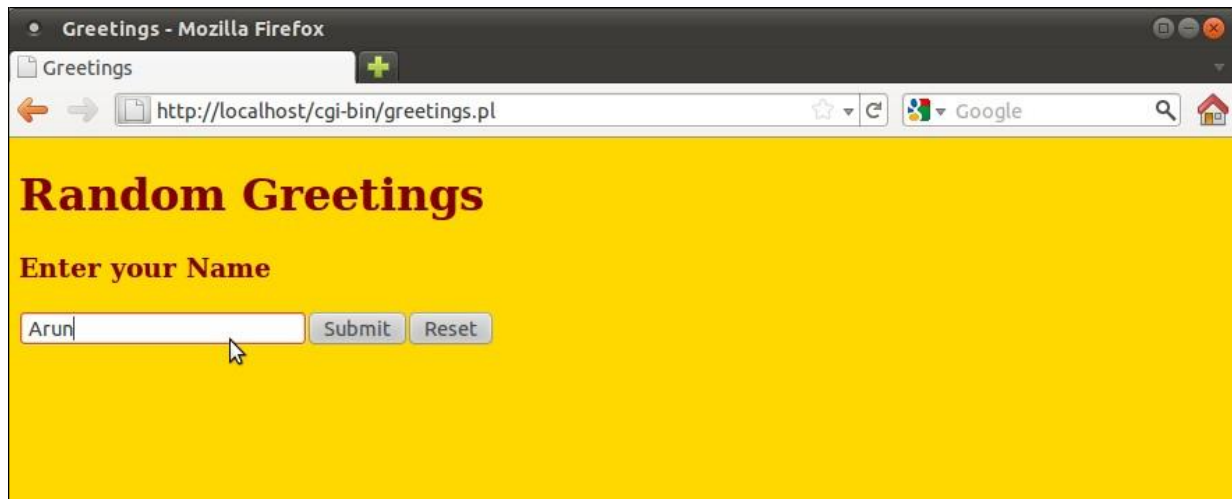 Greetings - Mozilla Firefox
Greetings
http://localhost/cgi-bin/greetings.pl
Google
Random Greetings
Enter your Name
Arun Submit Reset